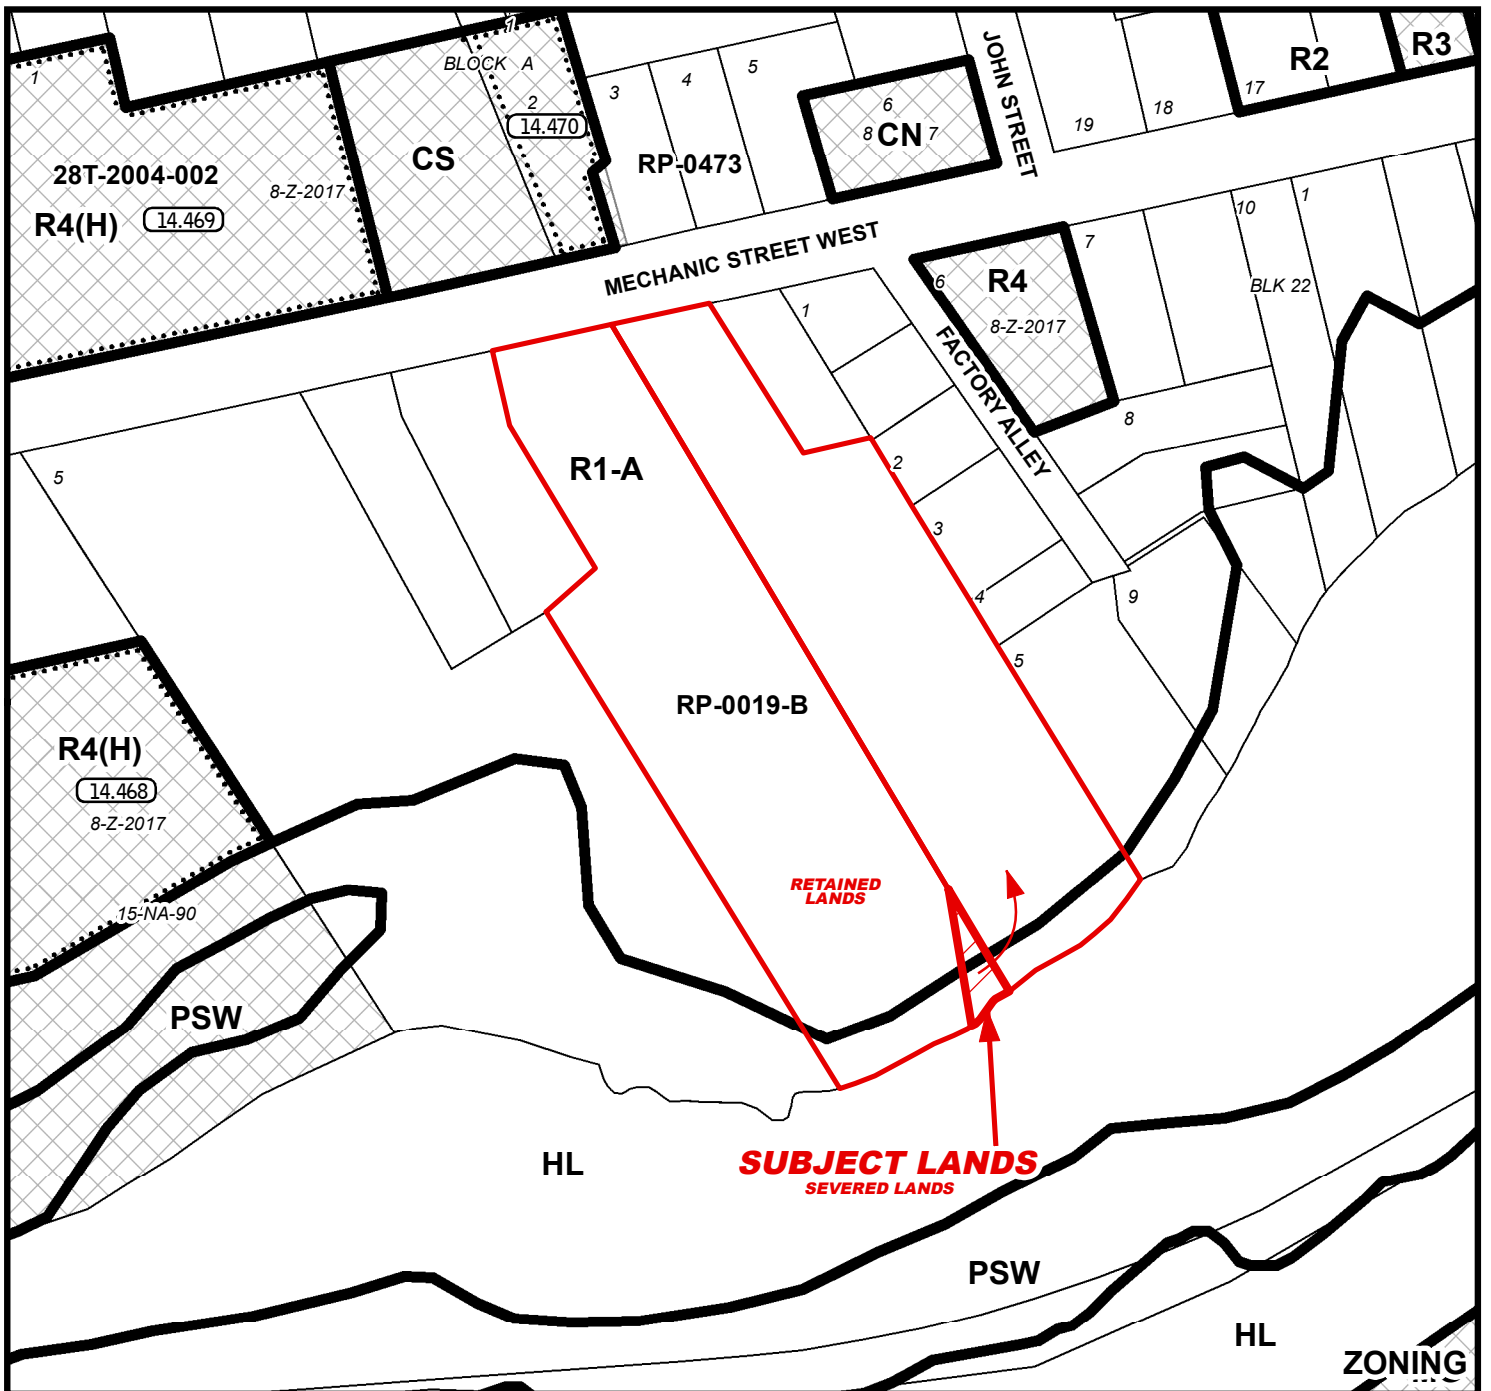 1
BLOCK A
1
2
14.470
3
4
5
JOHN STREET
6
8 CN 7
19
18
17
R2
R3
28T-2004-002
8-Z-2017
R4(H)
14.469
CS
RP-0473
MECHANIC STREET WEST
10
1
BLK 22
7
6
R4
8-Z-2017
FACTORY ALLEY
8
1
2
3
4
5
9
5
R1-A
RP-0019-B
R4(H)
14.468
8-Z-2017
15-NA-90
PSW
RETAINED
LANDS
HL
SUBJECT LANDS
SEVERED LANDS
PSW
HL
ZONING